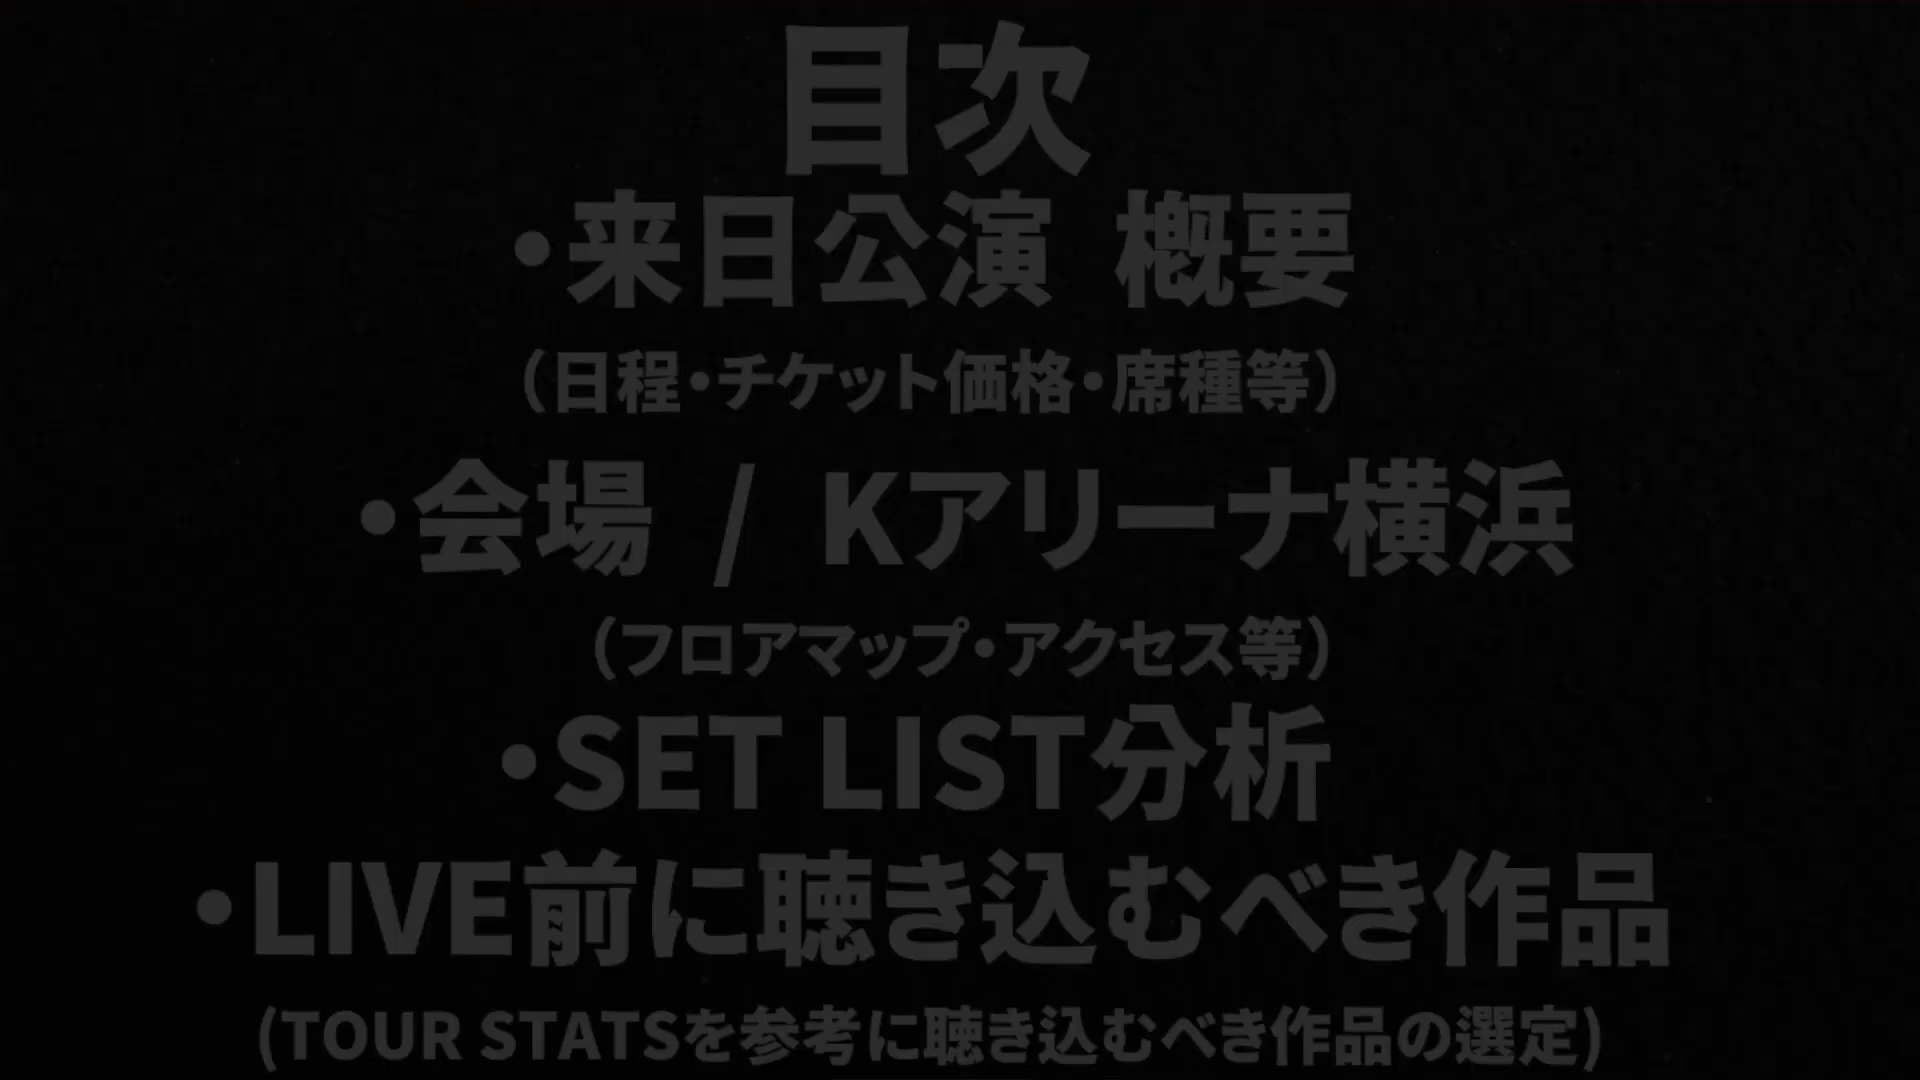 目次
・来日公演 概要
（日程・チケット価格・席種等）
・会場 / Kアリーナ横浜
（フロアマップ・アクセス等）
・SET LIST分析
・LIVE前に聴き込むべき作品
(TOUR STATSを参考に聴き込むべき作品の選定)